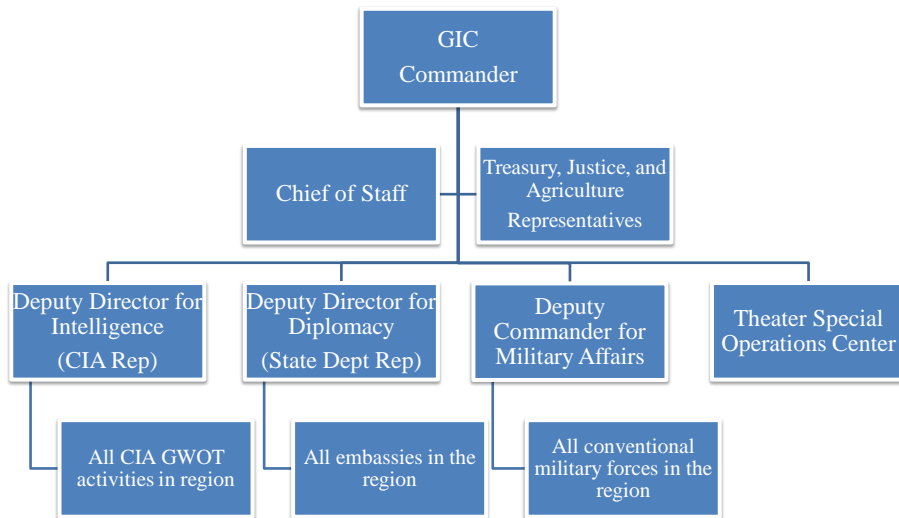 GIC
Commander
Chief of Staff
Treasury, Justice, and
Agriculture
Representatives
Deputy Director for
Intelligence
(CIA Rep)
Deputy Director for
Diplomacy
(State Dept Rep)
Deputy
Commander for
Military Affairs
Theater Special
Operations Center
All CIA GWOT
activities in region
All embassies in the
region
All conventional
military forces in the
region